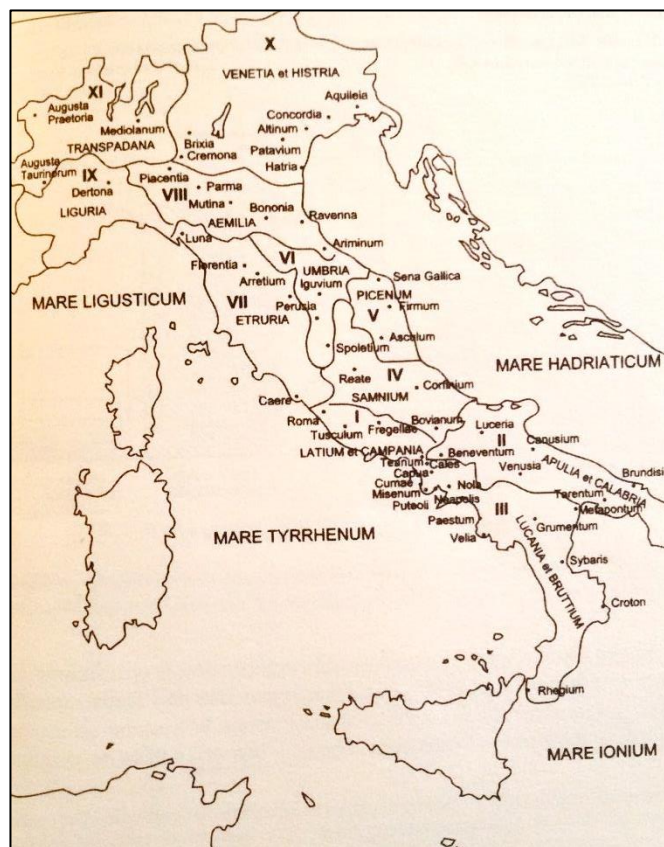 X
VENETIA et HISTRIA
Aquileia
XI
Augusta
Praetoria
Concordia
Mediolanum
Altinum
TRANSPADANA
Brixia
Patavium
Cremona
Hatria
Augusta
Taurinorum
IX
Placentia
Dertona
VIII
Parma
LIGURIA
Mutina
Bononia
Ravenna
AEMILIA
Luna
Ariminum
VI
Florentia
UMBRIA
Arretium
Iguvium
Sena Gallica
MARE LIGUSTICUM
VII
Perusia
PICENUM
Firmum
V
ETRURIA
Asculum
Spoletium
MARE HADRIATICUM
Reate
IV
Corfinium
SAMNIUM
Caere
Roma
I
Bovianum
Luceria
Tusculum
Fregellae
II
Canusium
LATIUM et CAMPANIA
Beneventum
Teanum
Cales
Venusia
APULIA et CALABRIA
Capua
Brundisi
Cumae
Nola
Misenum
Neapolis
Tarentum
Puteoli
III
Metapontum
Paestum
Grumentum
MARE TYRRHENUM
Velia
LUCANIA et BRUTTIUM
Sybaris
Croton
Rhegium
MARE IONIUM